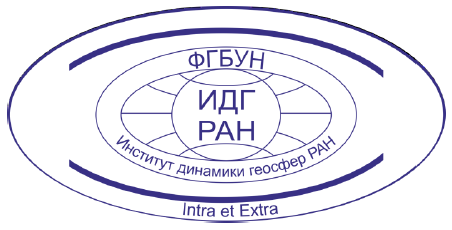 ФГБУН
ИДГ
РАН
Институт динамики геосфер РАН
Intra et Extra